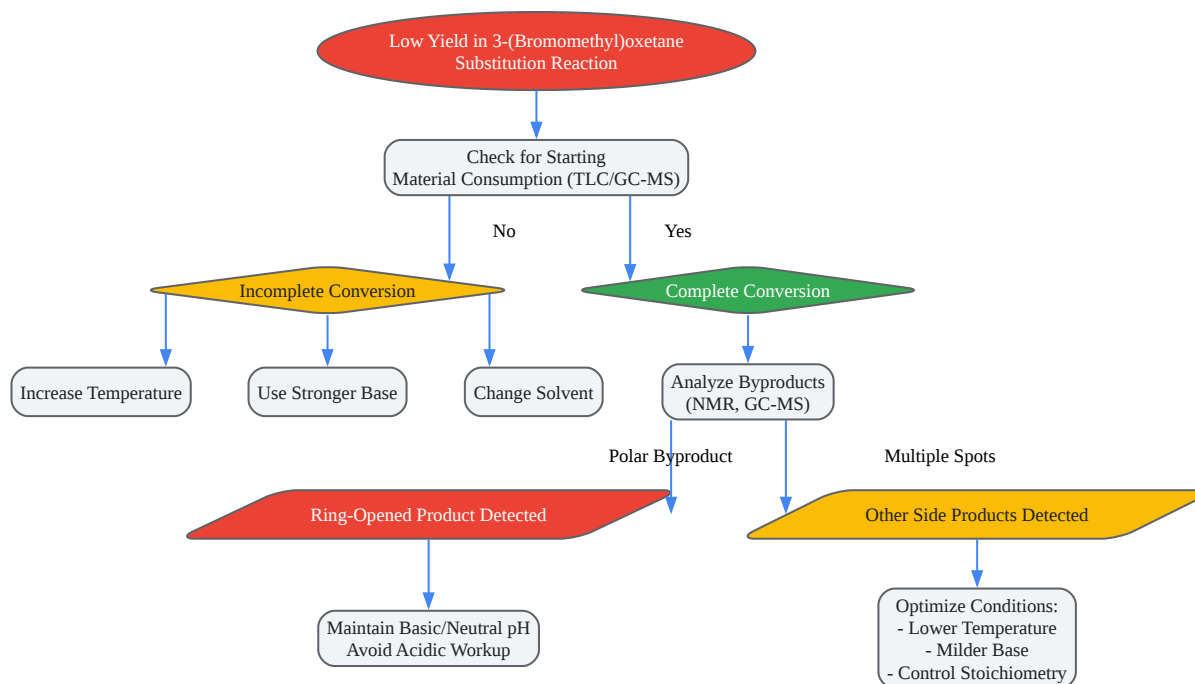 Low Yield in 3-(Bromomethyl)oxetane
Substitution Reaction
Check for Starting
Material Consumption (TLC/GC-MS)
No
Yes
Incomplete Conversion
Complete Conversion
Increase Temperature
Use Stronger Base
Change Solvent
Analyze Byproducts
(NMR, GC-MS)
Polar Byproduct
Multiple Spots
Ring-Opened Product Detected
Other Side Products Detected
Maintain Basic/Neutral pH
Avoid Acidic Workup
Optimize Conditions:
- Lower Temperature
- Milder Base
- Control Stoichiometry